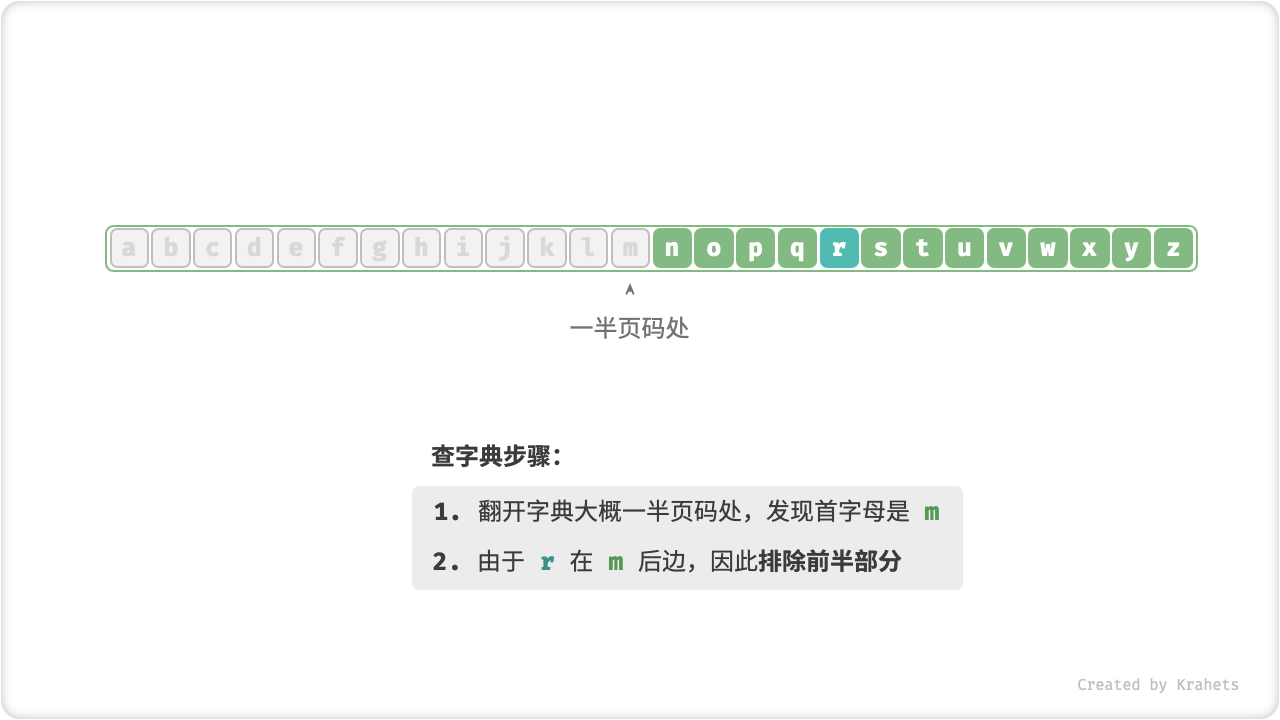 a b c d e f g h i j k l m n o p q r s t u v w x y z
一半页码处
查字典步骤：
1. 翻开字典大概一半页码处，发现首字母是 m
2. 由于 r 在 m 后边，因此排除前半部分
Created by Krahets